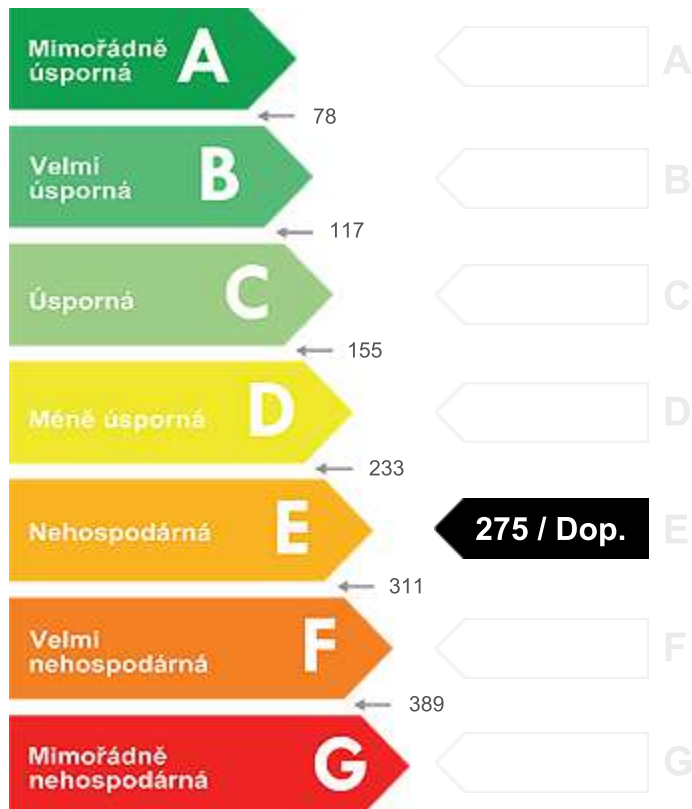 Mimořádně
úsporná
A
A
78
Velmi
úsporná
B
B
117
Úsporná
C
C
155
Méně úsporná
D
D
233
Nehospodárná
E
275 / Dop.
E
311
Velmi
nehospodárná
F
F
389
Mimořádně
nehospodárná
G
G